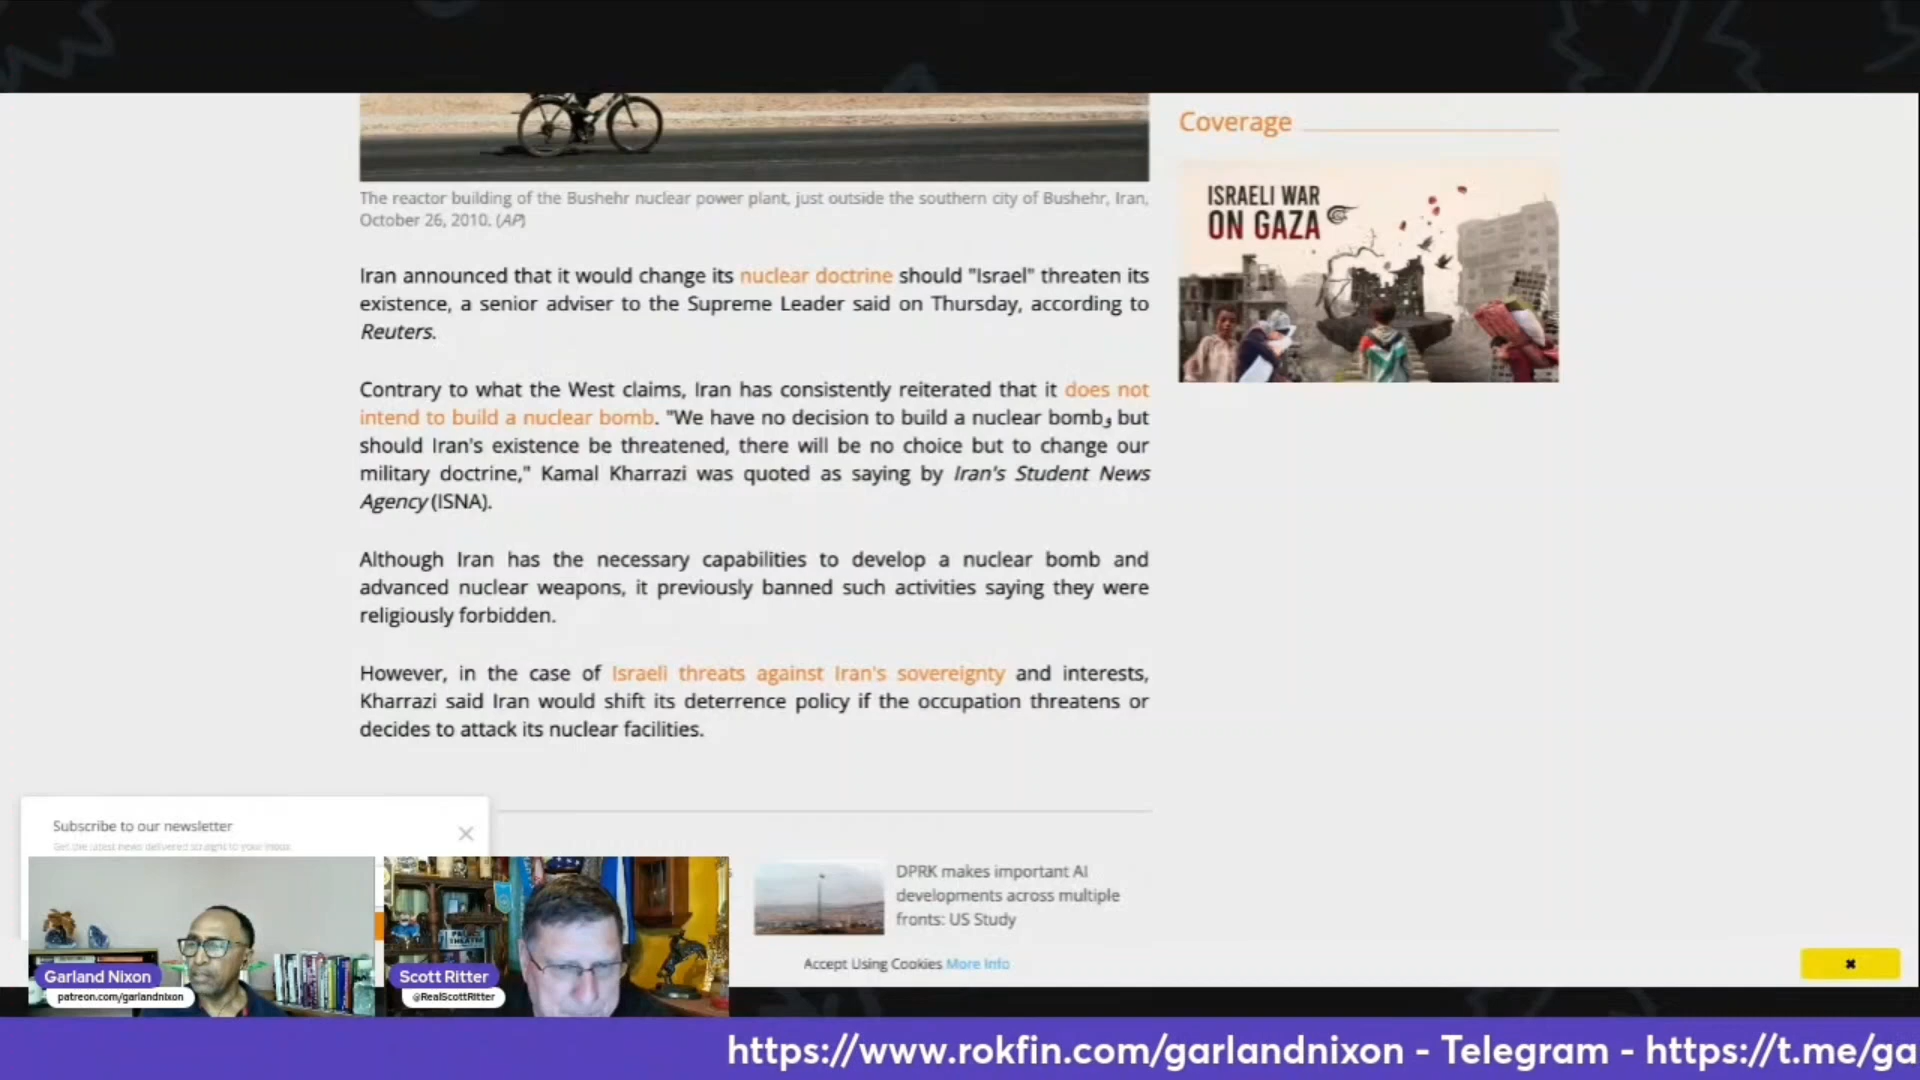 Coverage
ISRAELI WAR
ON GAZA
The reactor building of the Bushehr nuclear power plant, just outside the southern city of Bushehr, Iran,
October 26, 2010. (AP)
Iran announced that it would change its nuclear doctrine should "Israel" threaten its
existence, a senior adviser to the Supreme Leader said on Thursday, according to
Reuters.
Contrary to what the West claims, Iran has consistently reiterated that it does not
intend to build a nuclear bomb. "We have no decision to build a nuclear bombو but
should Iran's existence be threatened, there will be no choice but to change our
military doctrine," Kamal Kharrazi was quoted as saying by Iran's Student News
Agency (ISNA).
Although Iran has the necessary capabilities to develop a nuclear bomb and
advanced nuclear weapons, it previously banned such activities saying they were
religiously forbidden.
However, in the case of Israeli threats against Iran's sovereignty and interests,
Kharrazi said Iran would shift its deterrence policy if the occupation threatens or
decides to attack its nuclear facilities.
Subscribe to our newsletter
Get the latest news delivered straight to your inbox
DPRK makes important AI
developments across multiple
fronts: US Study
Accept Using Cookies More Info
Garland Nixon
patreon.com/garlandnixon
Scott Ritter
@RealScottRitter
https://www.rokfin.com/garlandnixon - Telegram - https://t.me/ga